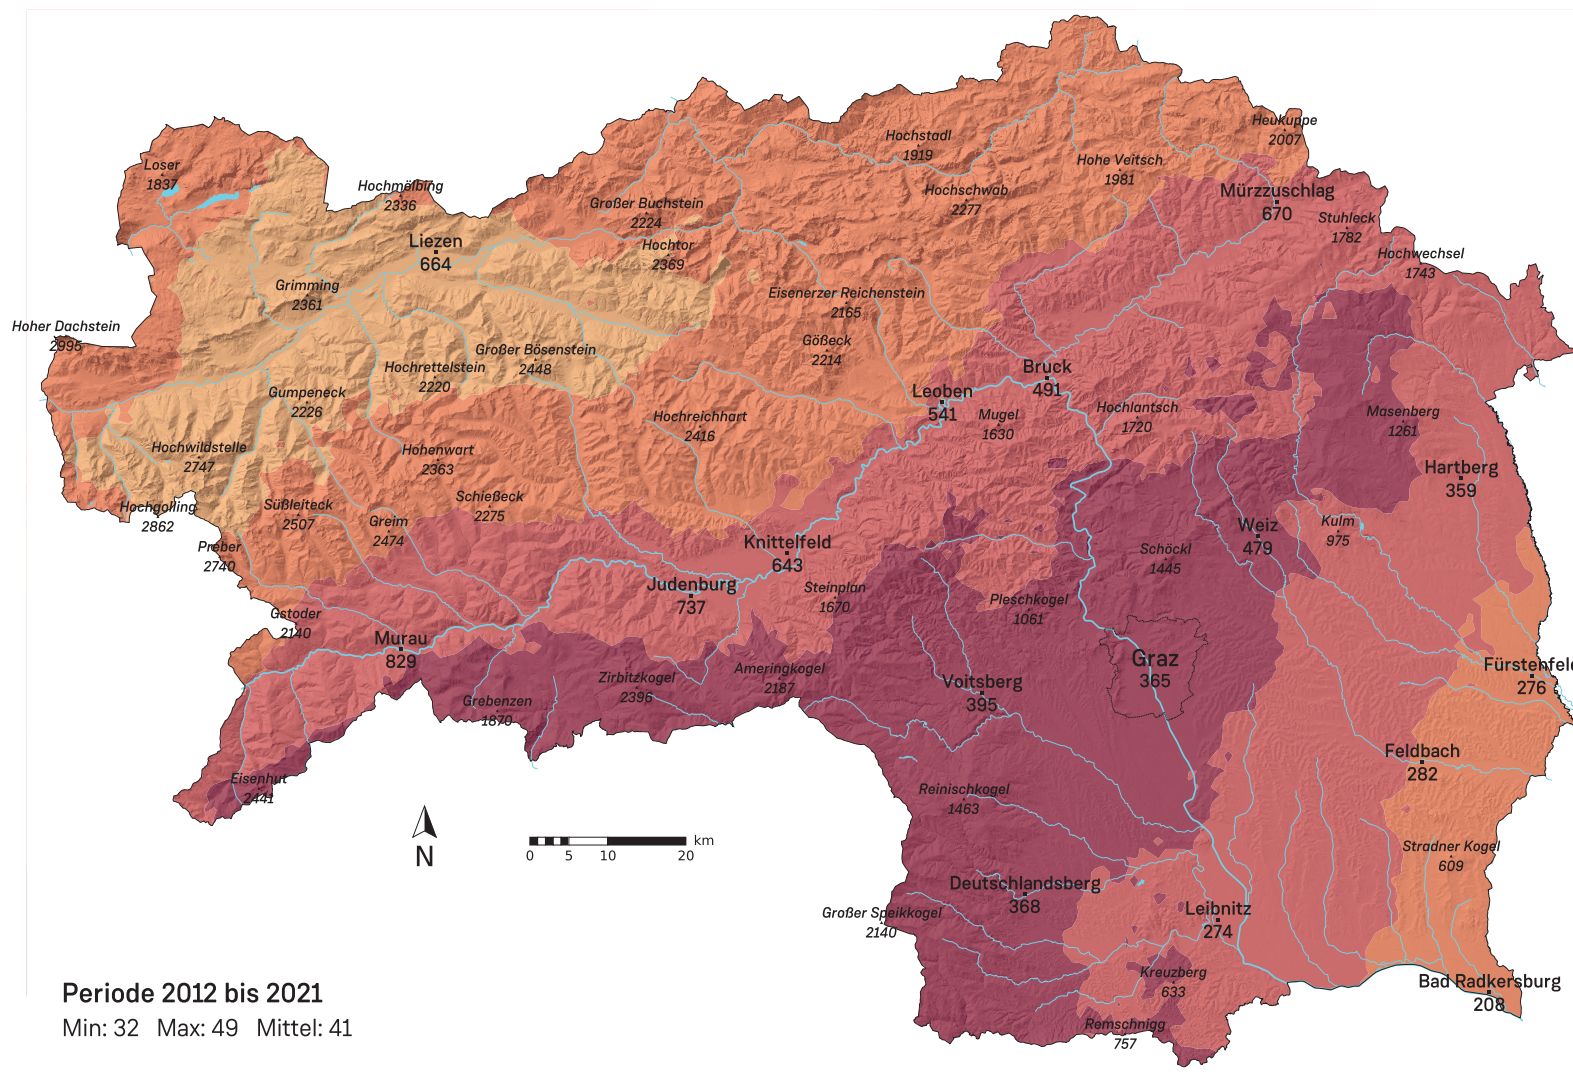 Heukuppe
2007
Hochstadl
1919
Hohe Veitsch
1981
Loser
1837
Hochmölbing
2336
Hochschwab
2277
Mürzzuschlag
670
Großer Buchstein
2224
Stuhleck
1782
Liezen
664
Hochtor
2369
Hochwechsel
1743
Grimming
2361
Eisenerzer Reichenstein
2165
Hoher Dachstein
2995
Gößeck
2214
Großer Bösenstein
2448
Hochrettelstein
2220
Bruck
491
Gumpeneck
2226
Leoben
541
Hochlantsch
1720
Masenberg
1261
Mugel
1630
Hochreichhart
2416
Hochwildstelle
2747
Hohenwart
2363
Hartberg
359
Schießeck
2275
Süßleiteck
2507
Hochgolling
2862
Greim
2474
Kulm
975
Weiz
479
Preber
2740
Knittelfeld
643
Schöckl
1445
Judenburg
737
Steinplan
1670
Pleschkogel
1061
Gstoder
2140
Murau
829
Graz
365
Fürstenfel
276
Ameringkogel
2187
Zirbitzkogel
2396
Voitsberg
395
Grebenzen
1870
Feldbach
282
Eisenhut
2441
Reinischkogel
1463
N
km
0 5 10 20
Stradner Kogel
609
Deutschlandsberg
368
Großer Speikkogel
2140
Leibnitz
274
Kreuzberg
633
Bad Radkersburg
208
Periode 2012 bis 2021
Min: 32 Max: 49 Mittel: 41
Remschnigg
757